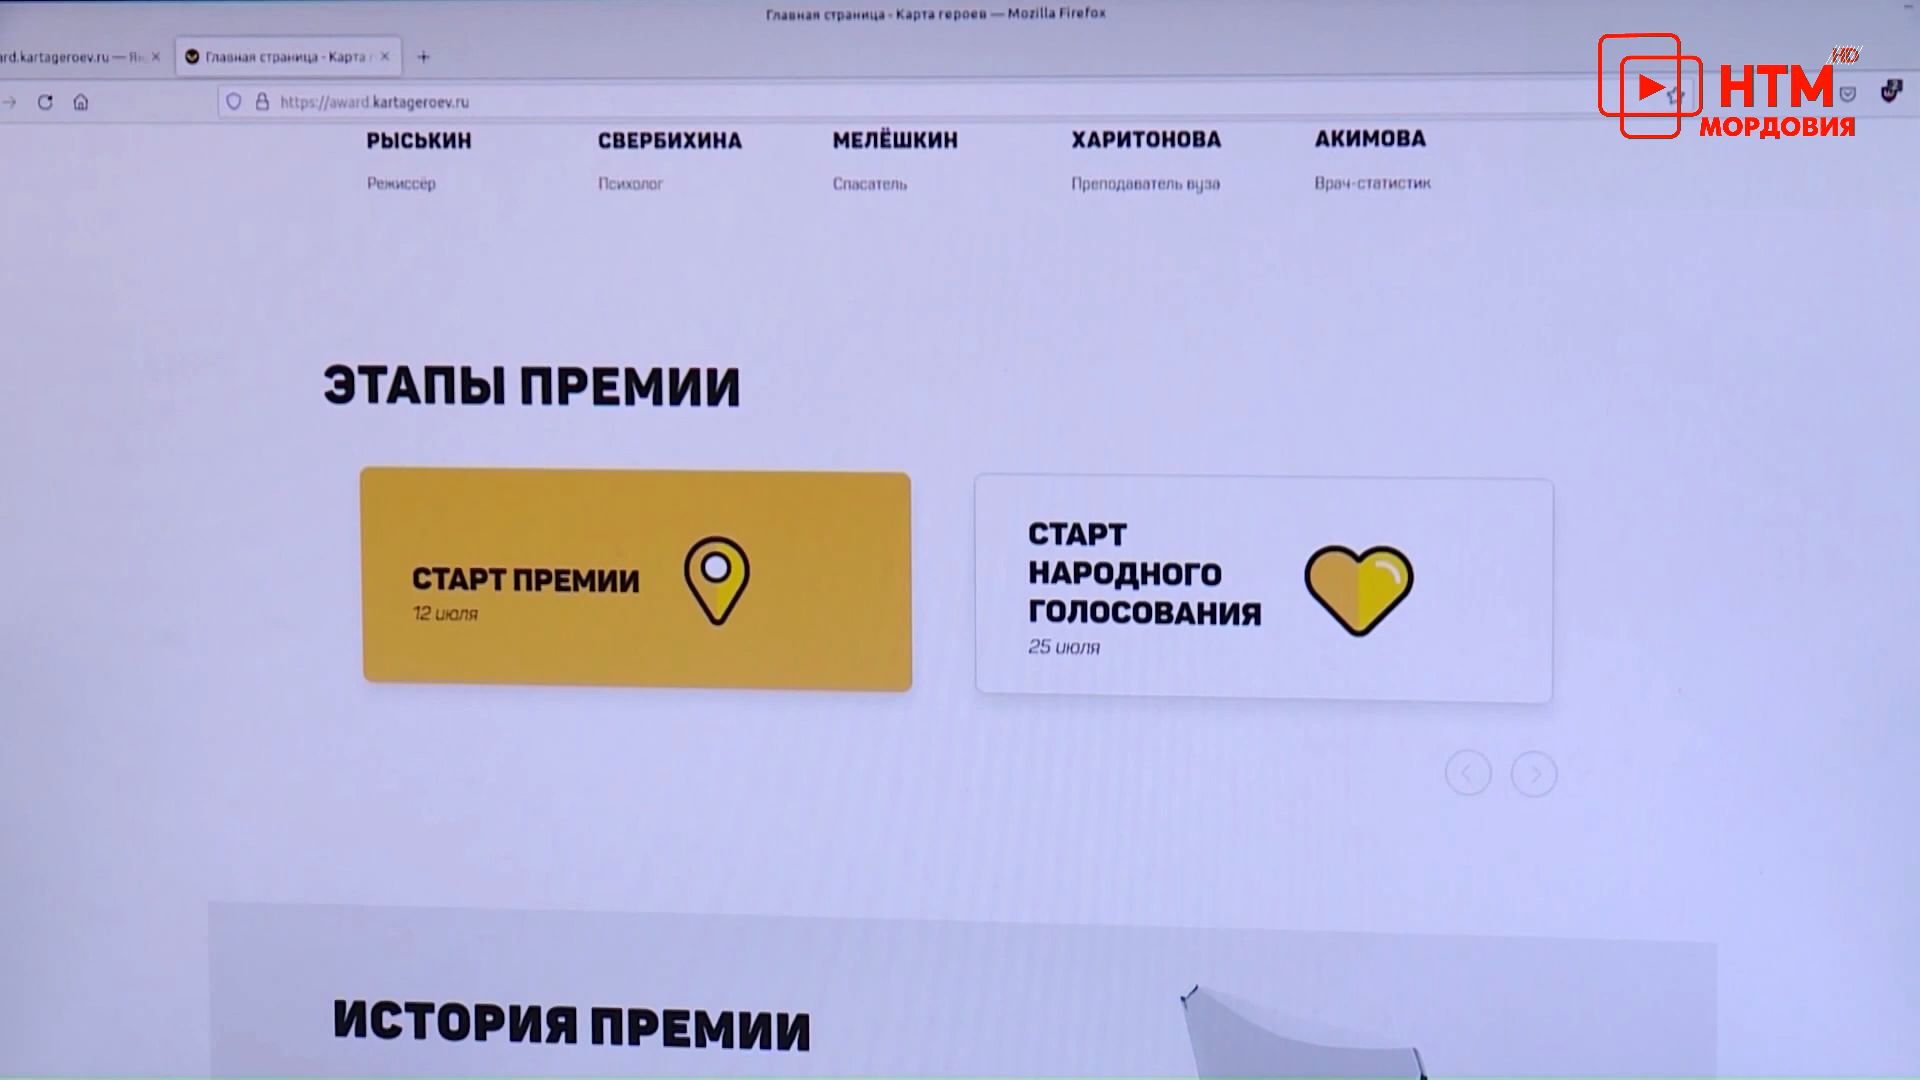 Главная страница - Карта героев — Mozilla Firefox
ard.kartageroev.ru —
Главная страница - Карта
https://award.kartageroev.ru
HD
НТМ
МОРДОВИЯ
РЫСЬКИН
СВЕРБИХИНА
МЕЛЁШКИН
ХАРИТОНОВА
АКИМОВА
Режиссёр
Психолог
Спасатель
Преподаватель вуза
Врач-статистик
ЭТАПЫ ПРЕМИИ
СТАРТ ПРЕМИИ
12 июля
СТАРТ
НАРОДНОГО
ГОЛОСОВАНИЯ
25 июля
ИСТОРИЯ ПРЕМИИ